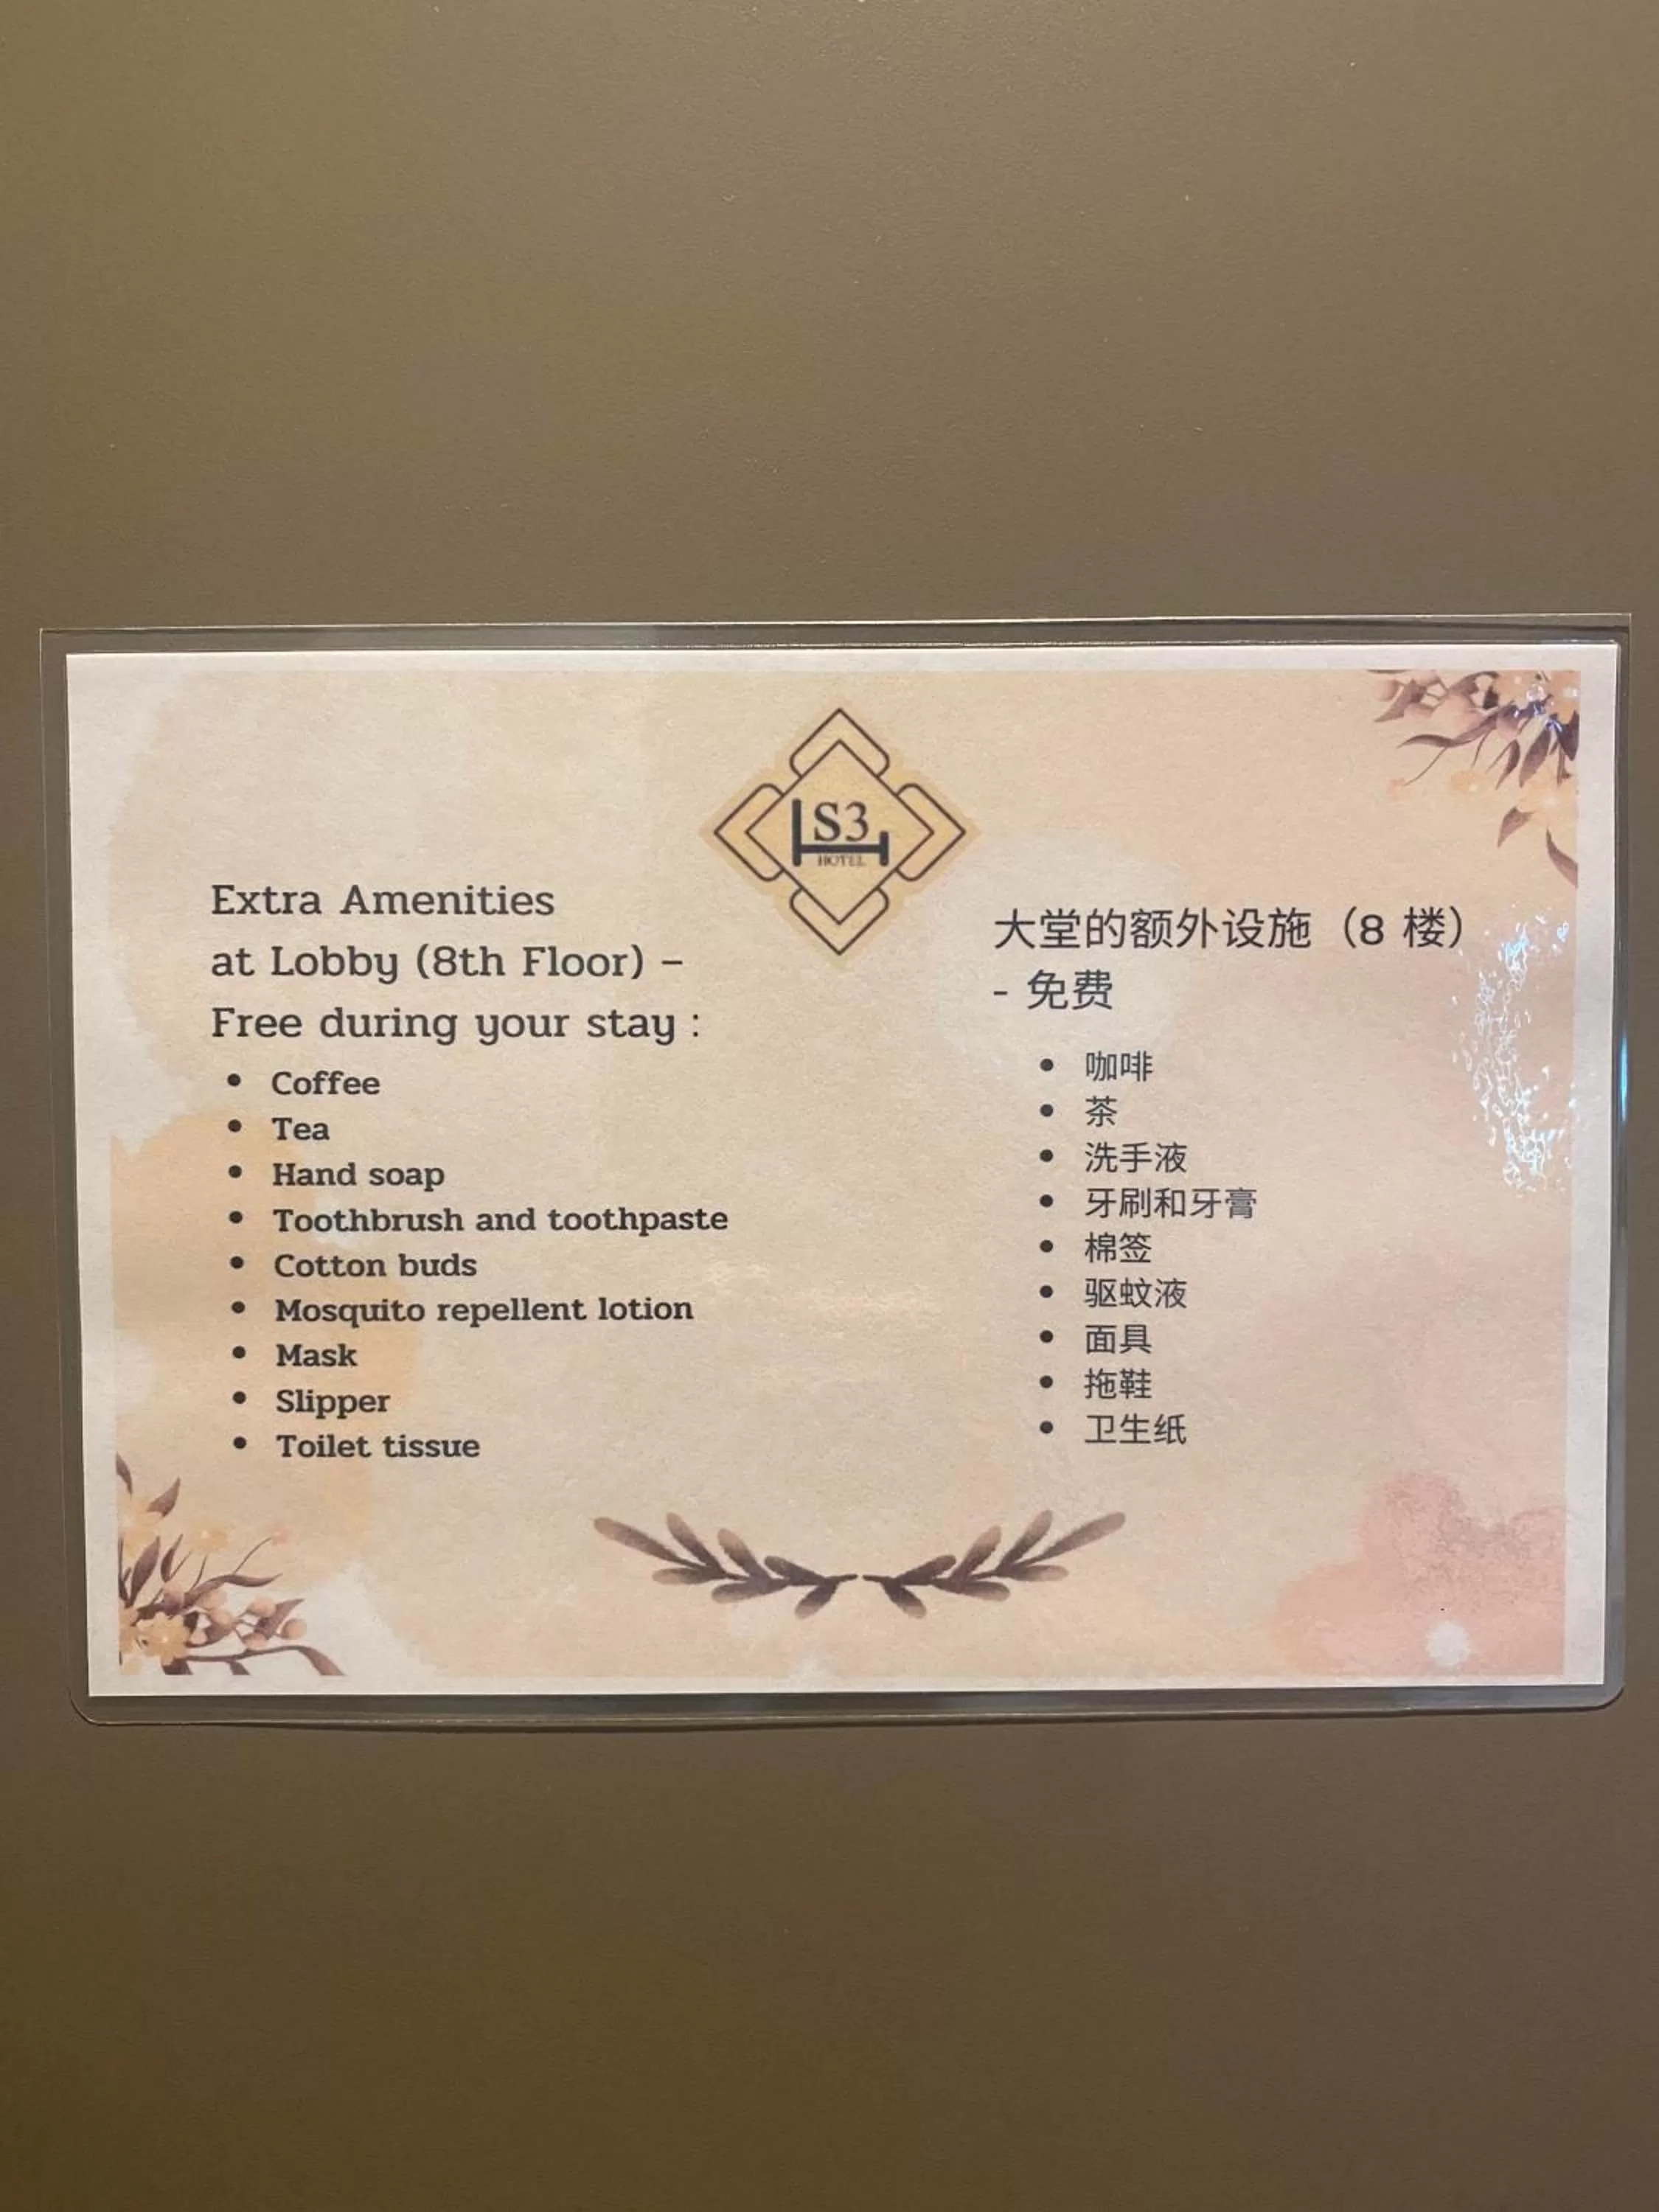 S3
HOTEL
Extra Amenities
at Lobby (8th Floor) –
Free during your stay :
• Coffee
• Tea
• Hand soap
• Toothbrush and toothpaste
• Cotton buds
• Mosquito repellent lotion
• Mask
• Slipper
• Toilet tissue
大堂的额外设施（8 楼）
- 免费
• 咖啡
• 茶
• 洗手液
• 牙刷和牙膏
• 棉签
• 驱蚊液
• 面具
• 拖鞋
• 卫生纸